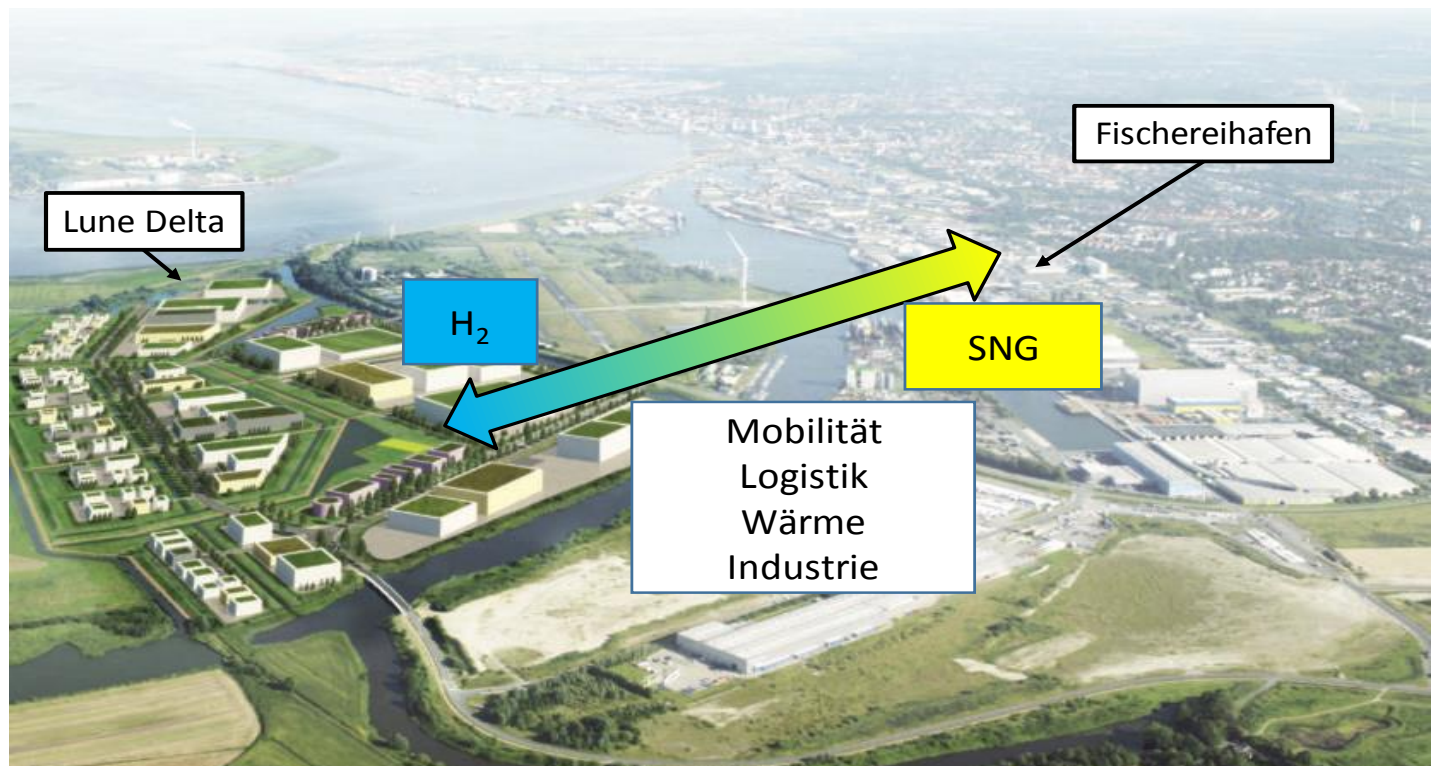 Fischereihafen
Lune Delta
H₂
SNG
Mobilität
Logistik
Wärme
Industrie